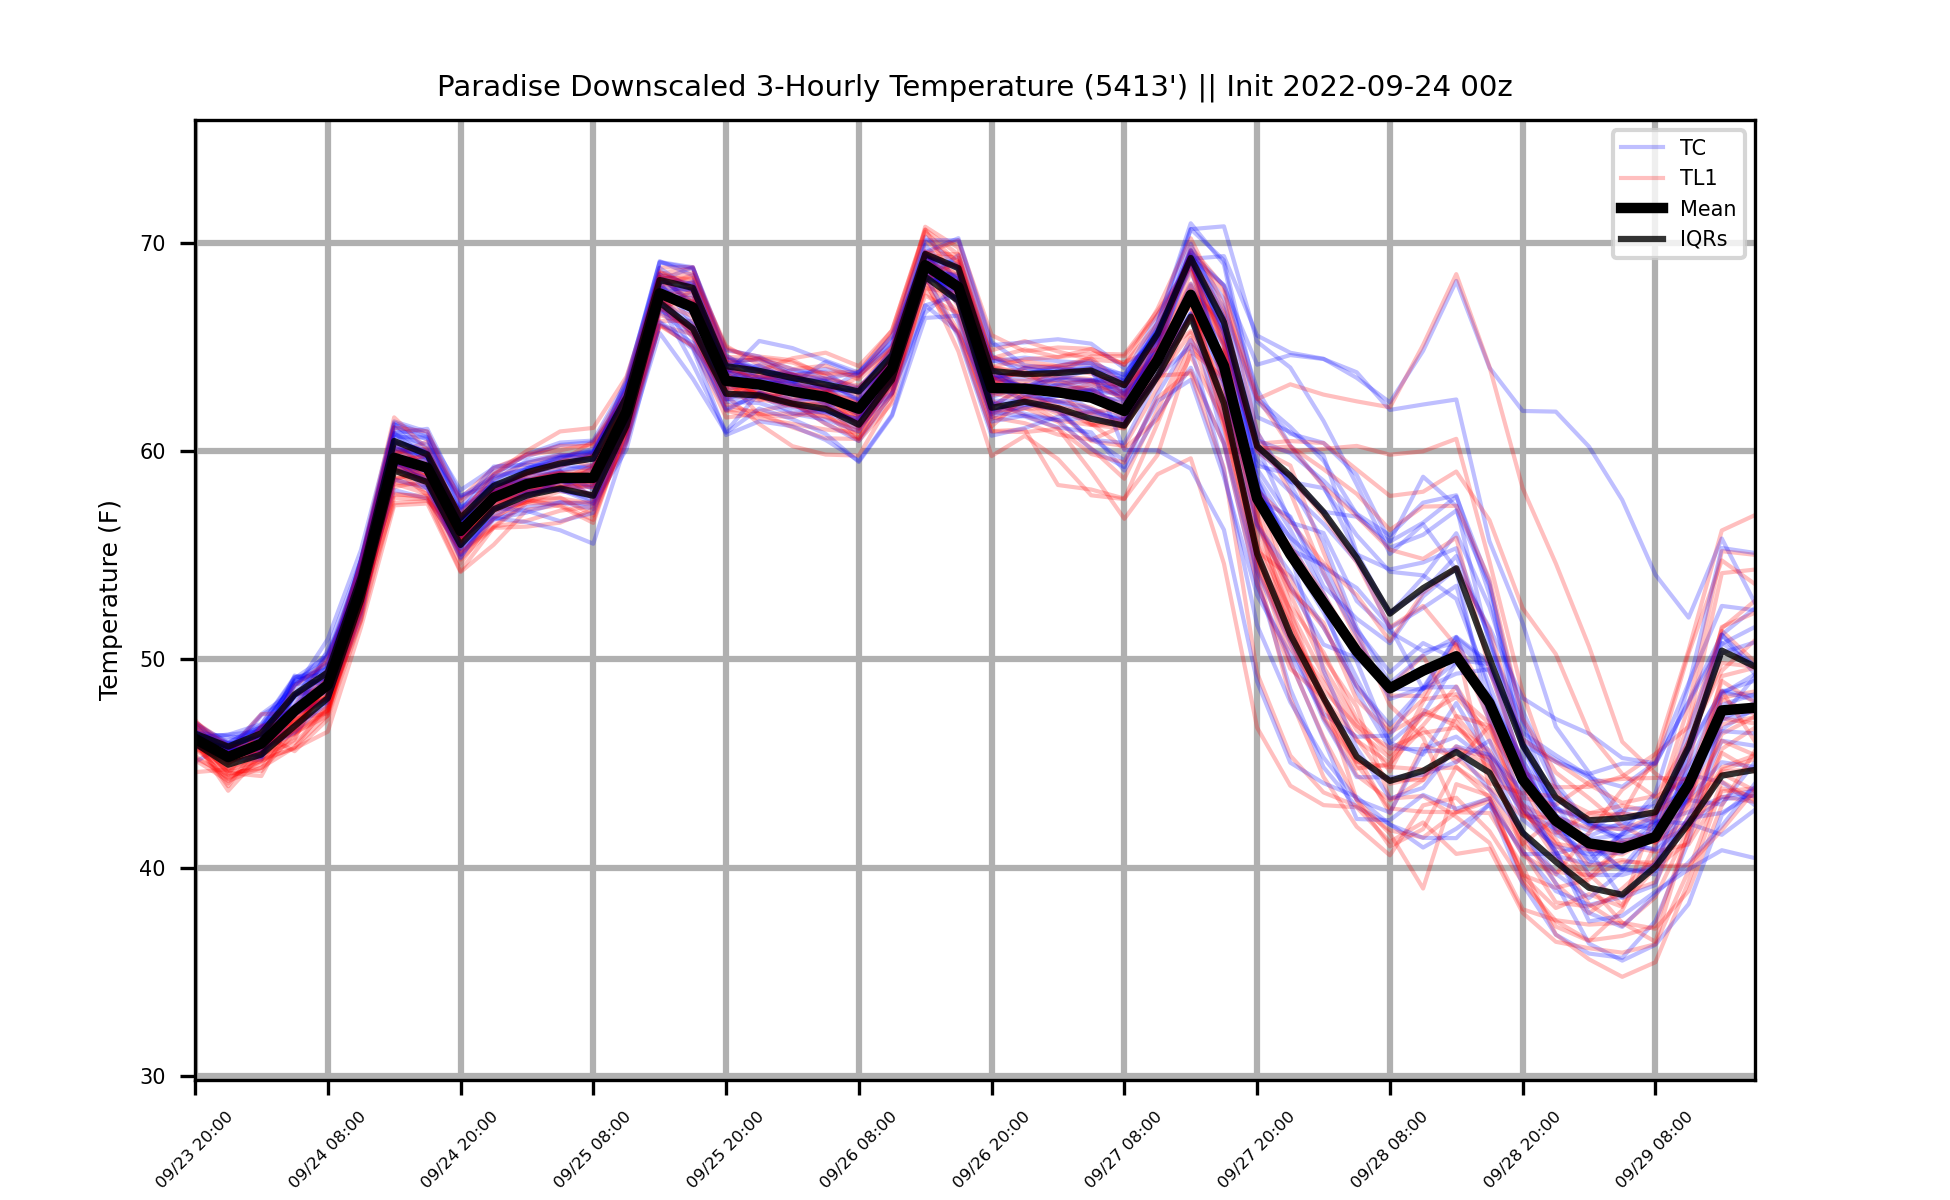 Paradise Downscaled 3-Hourly Temperature (5413') || Init 2022-09-24 00z
TC
TL1
Mean
IQRs
Temperature (F)
70
60
50
40
30
09/23 20:00
09/24 08:00
09/24 20:00
09/25 08:00
09/25 20:00
09/26 08:00
09/26 20:00
09/27 08:00
09/27 20:00
09/28 08:00
09/28 20:00
09/29 08:00